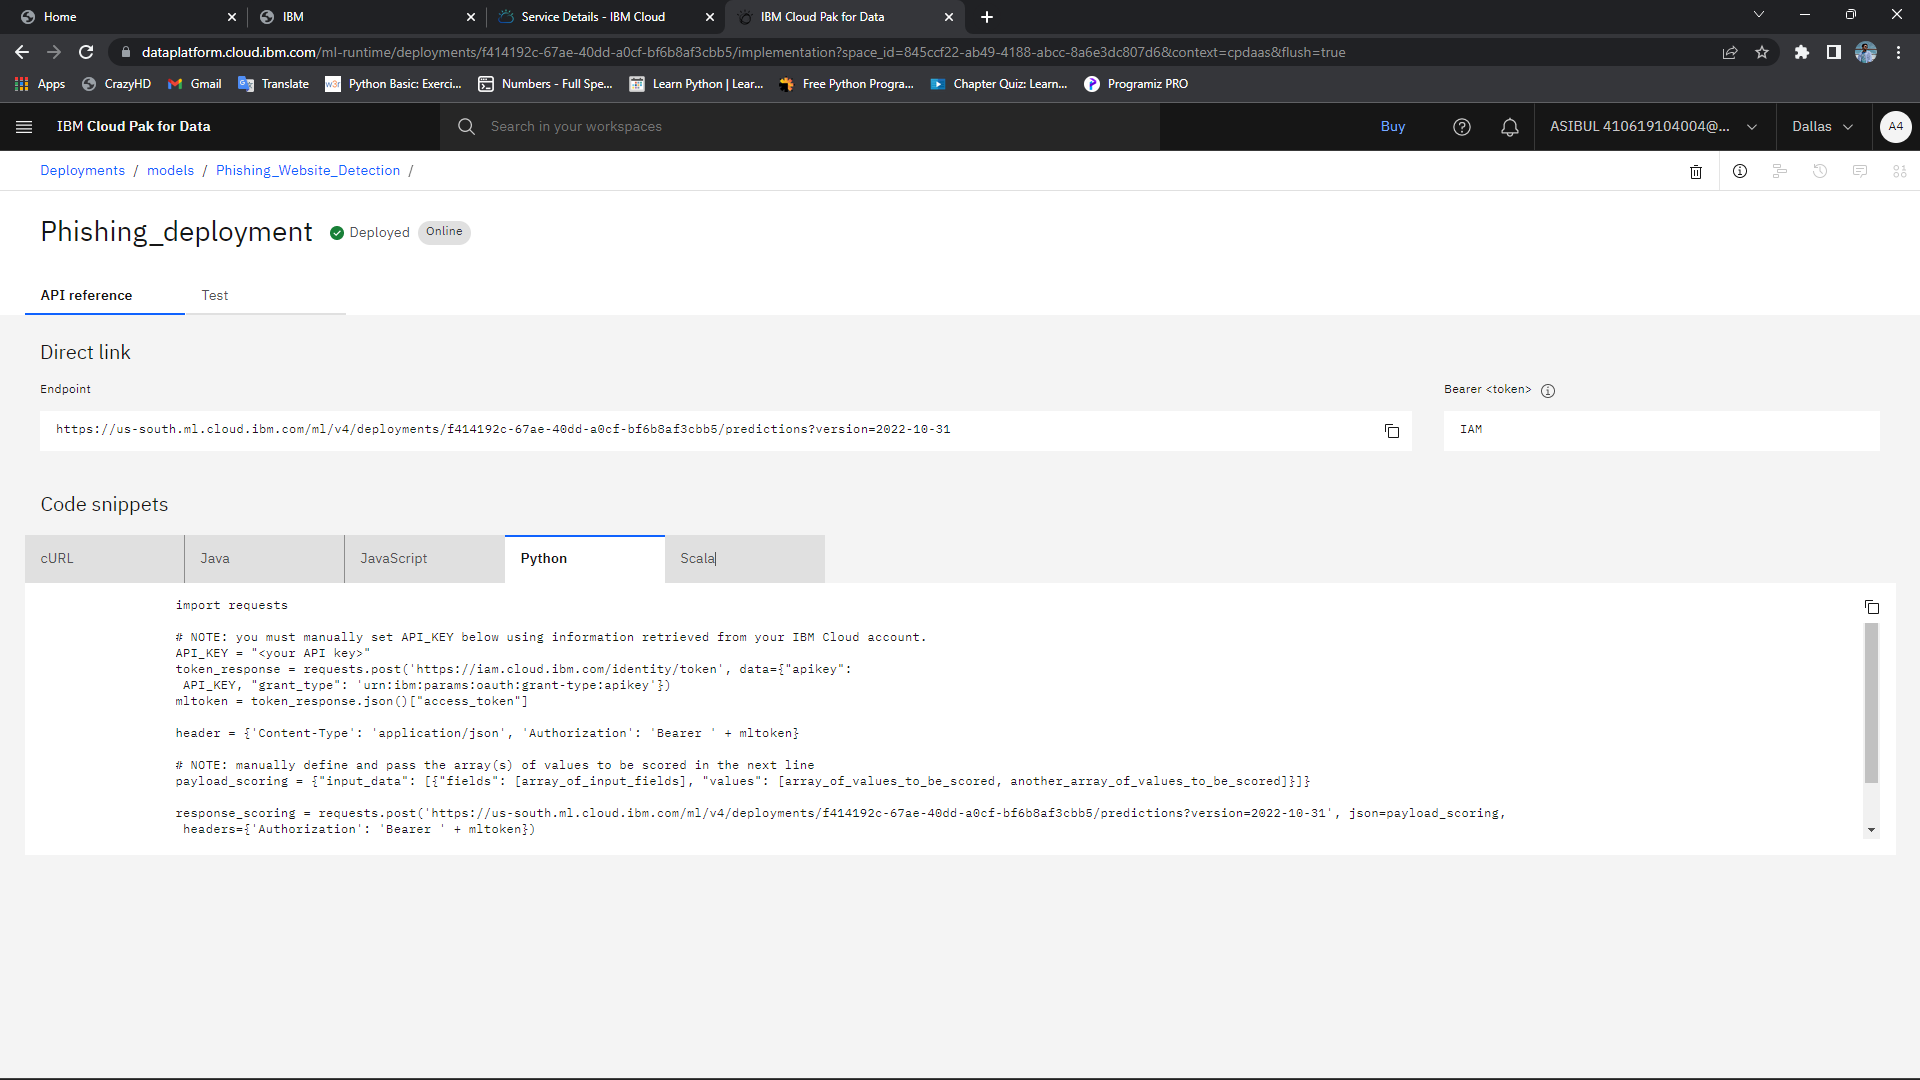 Home
IBM
Service Details - IBM Cloud
IBM Cloud Pak for Data
dataplatform.cloud.ibm.com/ml-runtime/deployments/f414192c-67ae-40dd-a0cf-bf6b8af3cbb5/implementation?space_id=845ccf22-ab49-4188-abcc-8a6e3dc807d6&context=cpdaas&flush=true
Apps
CrazyHD
Gmail
Translate
w3r
Python Basic: Exerci...
Numbers - Full Spe...
Learn Python | Lear...
Free Python Progra...
Chapter Quiz: Learn...
Programiz PRO
IBM Cloud Pak for Data
Search in your workspaces
Buy
ASIBUL 410619104004@...
Dallas
A4
Deployments / models / Phishing_Website_Detection /
Phishing_deployment
Deployed
Online
API reference
Test
Direct link
Endpoint
Bearer <token>
https://us-south.ml.cloud.ibm.com/ml/v4/deployments/f414192c-67ae-40dd-a0cf-bf6b8af3cbb5/predictions?version=2022-10-31
IAM
Code snippets
cURL
Java
JavaScript
Python
Scala
import requests
# NOTE: you must manually set API_KEY below using information retrieved from your IBM Cloud account.
API_KEY = "<your API key>"
token_response = requests.post('https://iam.cloud.ibm.com/identity/token', data={"apikey":
API_KEY, "grant_type": 'urn:ibm:params:oauth:grant-type:apikey'})
mltoken = token_response.json()["access_token"]
header = {'Content-Type': 'application/json', 'Authorization': 'Bearer ' + mltoken}
# NOTE: manually define and pass the array(s) of values to be scored in the next line
payload_scoring = {"input_data": [{"fields": [array_of_input_fields], "values": [array_of_values_to_be_scored, another_array_of_values_to_be_scored]}]}
response_scoring = requests.post('https://us-south.ml.cloud.ibm.com/ml/v4/deployments/f414192c-67ae-40dd-a0cf-bf6b8af3cbb5/predictions?version=2022-10-31', json=payload_scoring,
headers={'Authorization': 'Bearer ' + mltoken})